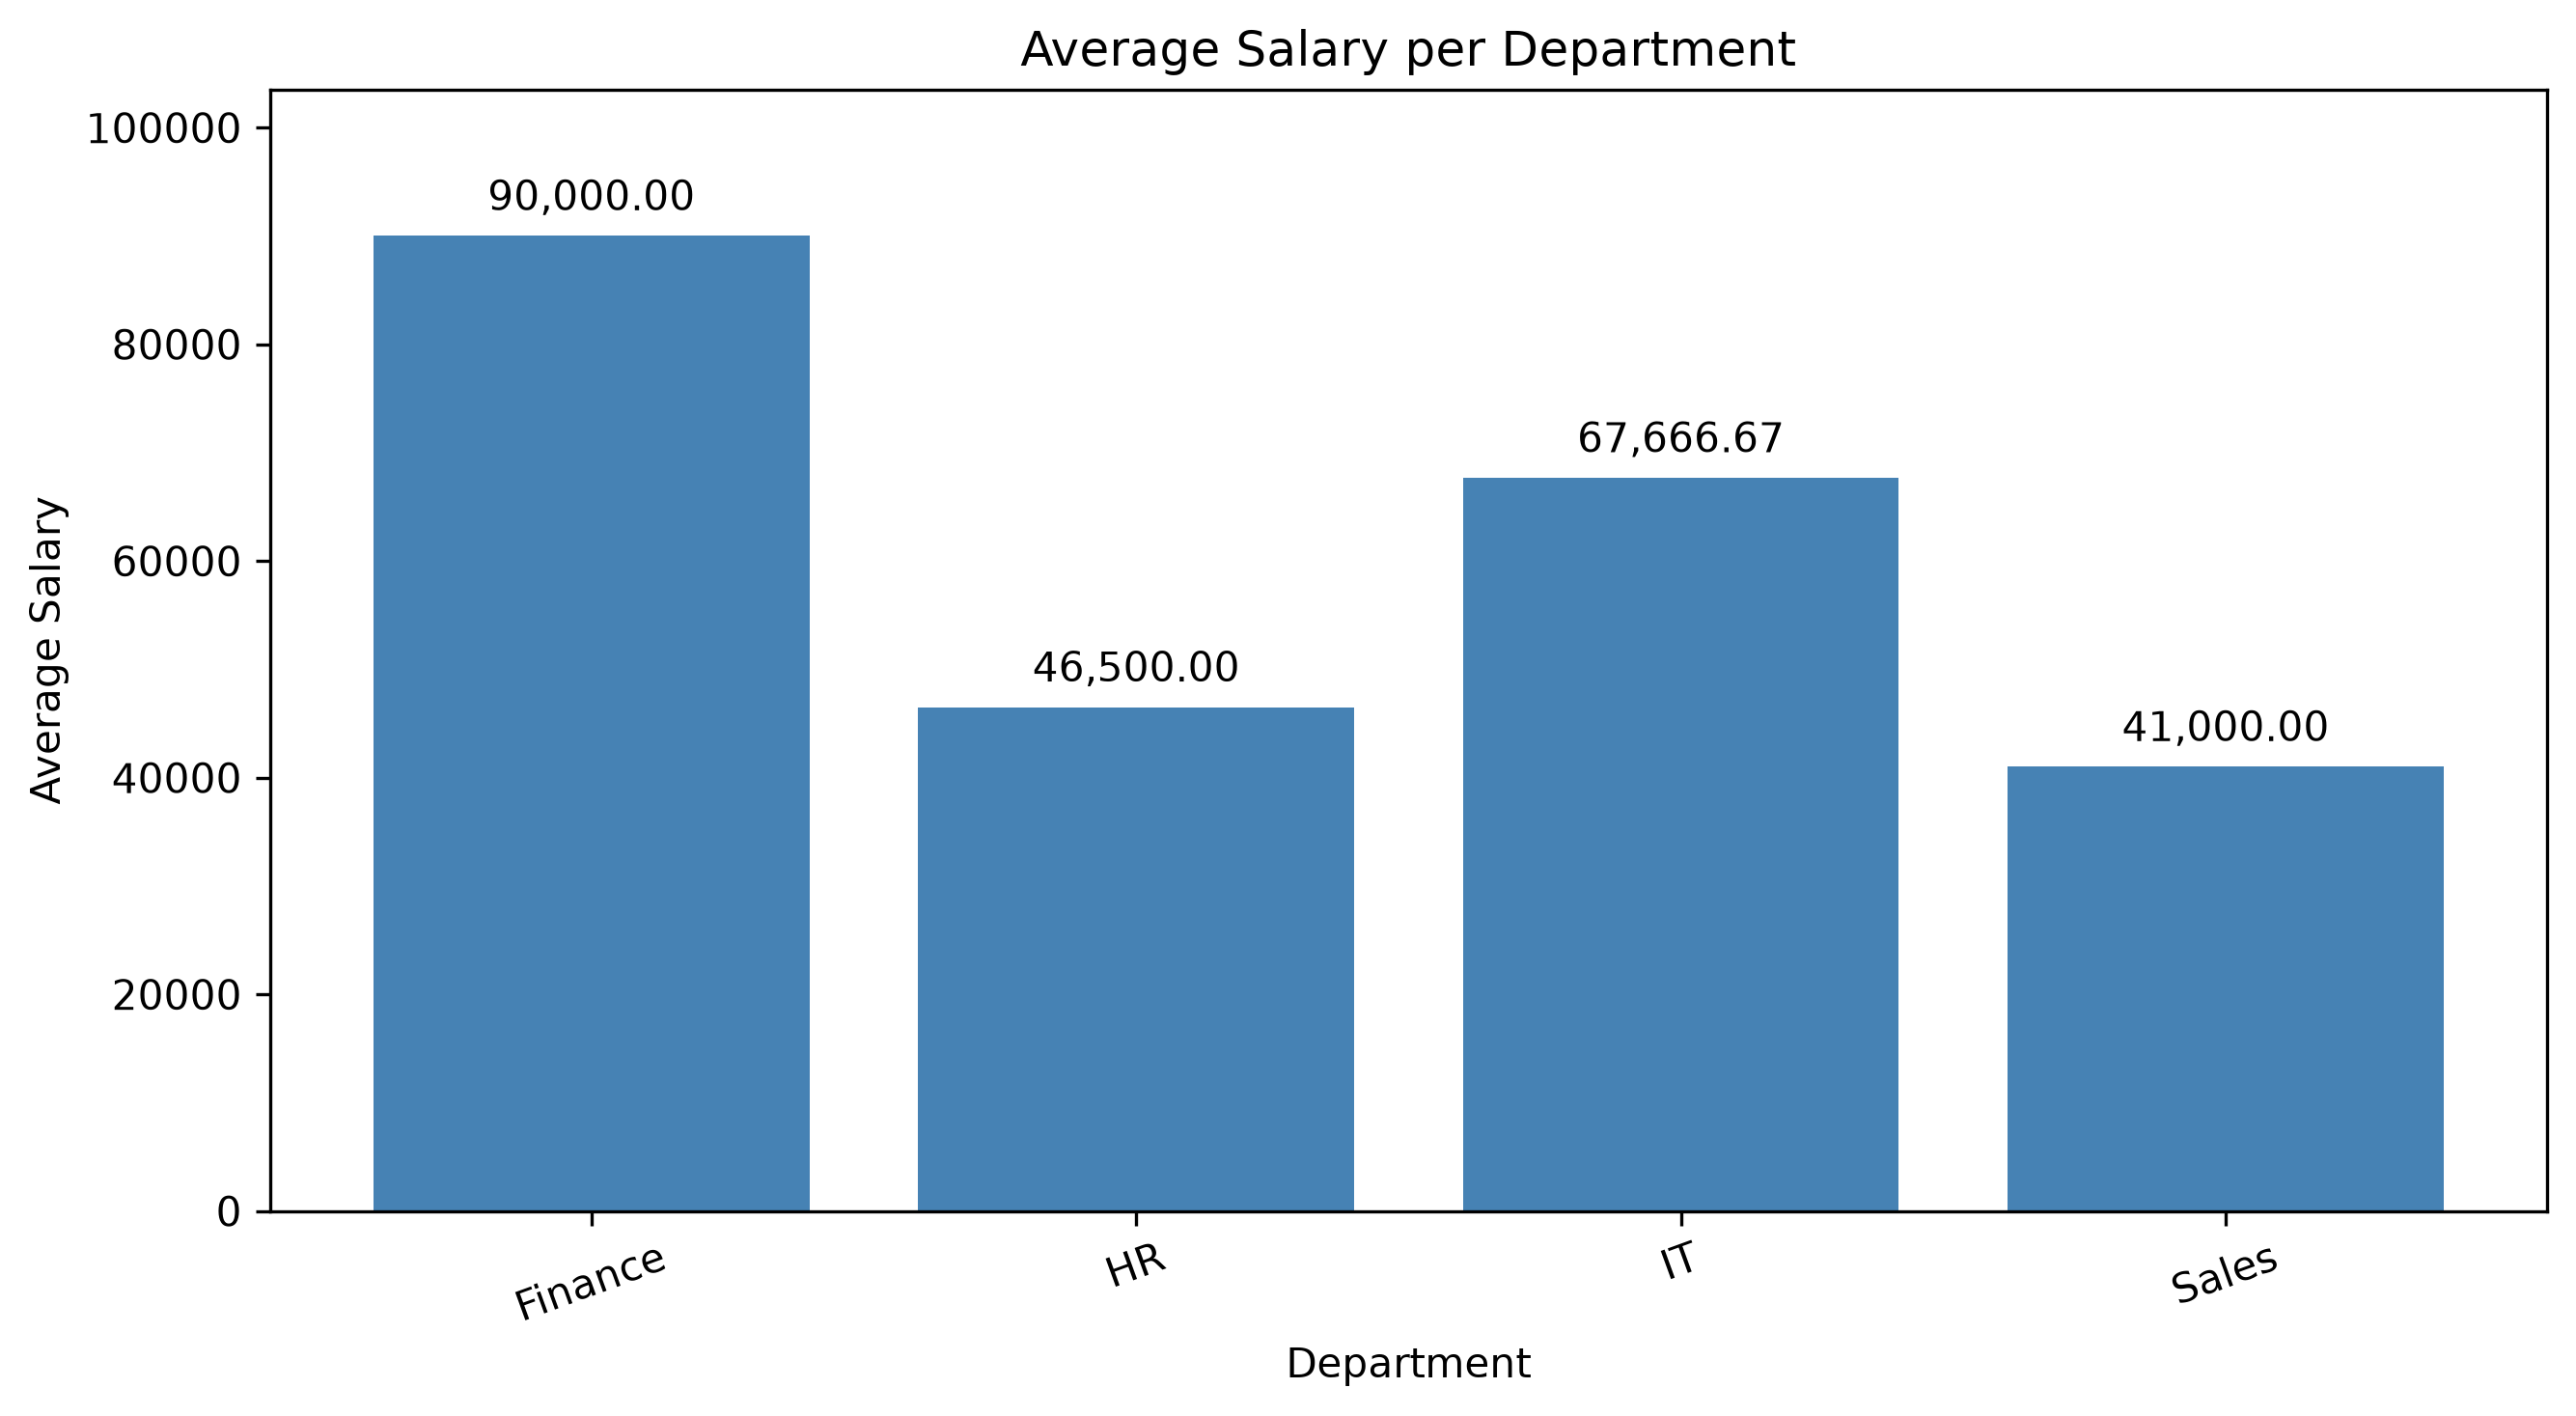 Average Salary per Department
Average Salary
100000
80000
60000
40000
20000
0
90,000.00
46,500.00
67,666.67
41,000.00
Finance
HR
IT
Sales
Department